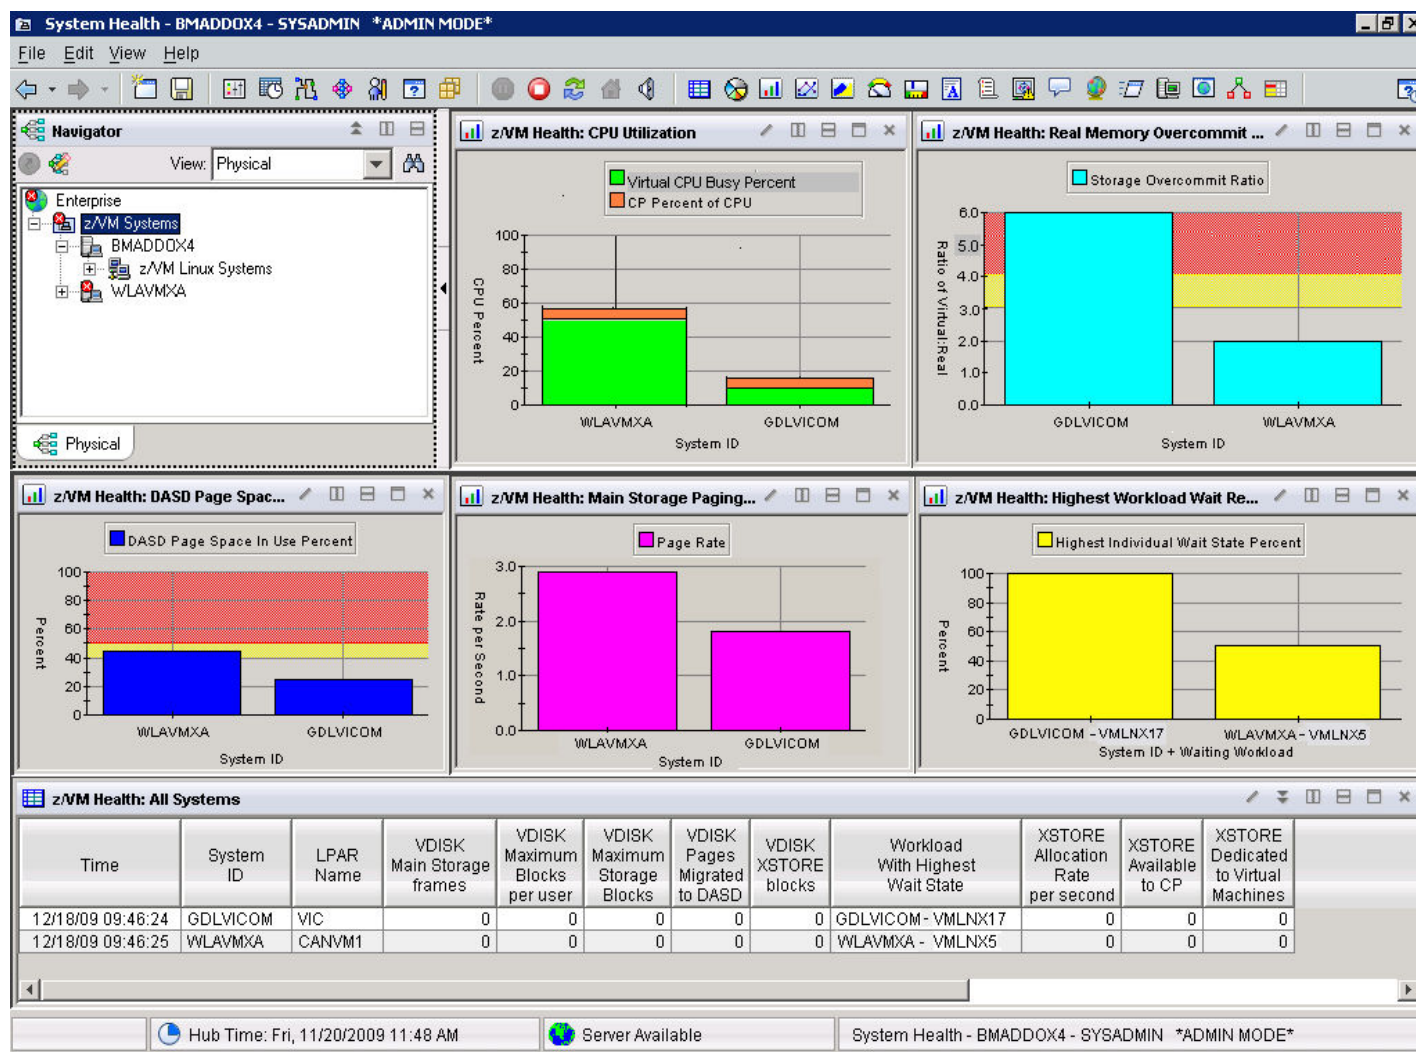 System Health - BMADDOX4 - SYSADMIN *ADMIN MODE*
File Edit View Help
Navigator
View: Physical
Enterprise
z/VM Systems
BMADDOX4
z/VM Linux Systems
WLAVMXA
Physical
z/VM Health: CPU Utilization
Virtual CPU Busy Percent
CP Percent of CPU
100
80
60
40
20
0
CPU Percent
WLAVMXA GDLVICOM
System ID
z/VM Health: Real Memory Overcommit ...
Storage Overcommit Ratio
6.0
5.0
4.0
3.0
2.0
1.0
0.0
Ratio of Virtual:Real
GDLVICOM WLAVMXA
System ID
z/VM Health: DASD Page Spac...
DASD Page Space In Use Percent
100
80
60
40
20
0
Percent
WLAVMXA GDLVICOM
System ID
z/VM Health: Main Storage Paging...
Page Rate
3.0
2.0
1.0
0.0
Rate per Second
WLAVMXA GDLVICOM
System ID
z/VM Health: Highest Workload Wait Re...
Highest Individual Wait State Percent
100
80
60
40
20
0
Percent
GDLVICOM - VMLNX17 WLAVMXA - VMLNX5
System ID + Waiting Workload
z/VM Health: All Systems
Time
System
ID
LPAR
Name
VDISK
Main Storage
frames
VDISK
Maximum
Blocks
per user
VDISK
Maximum
Storage
Blocks
VDISK
Pages
Migrated
to DASD
VDISK
XSTORE
blocks
Workload
With Highest
Wait State
XSTORE
Allocation
Rate
per second
XSTORE
Available
to CP
XSTORE
Dedicated
to Virtual
Machines
12/18/09 09:46:24 GDLVICOM VIC 0 0 0 0 0 GDLVICOM - VMLNX17 0 0 0
12/18/09 09:46:25 WLAVMXA CANVM1 0 0 0 0 0 WLAVMXA - VMLNX5 0 0 0
Hub Time: Fri, 11/20/2009 11:48 AM
Server Available
System Health - BMADDOX4 - SYSADMIN *ADMIN MODE*